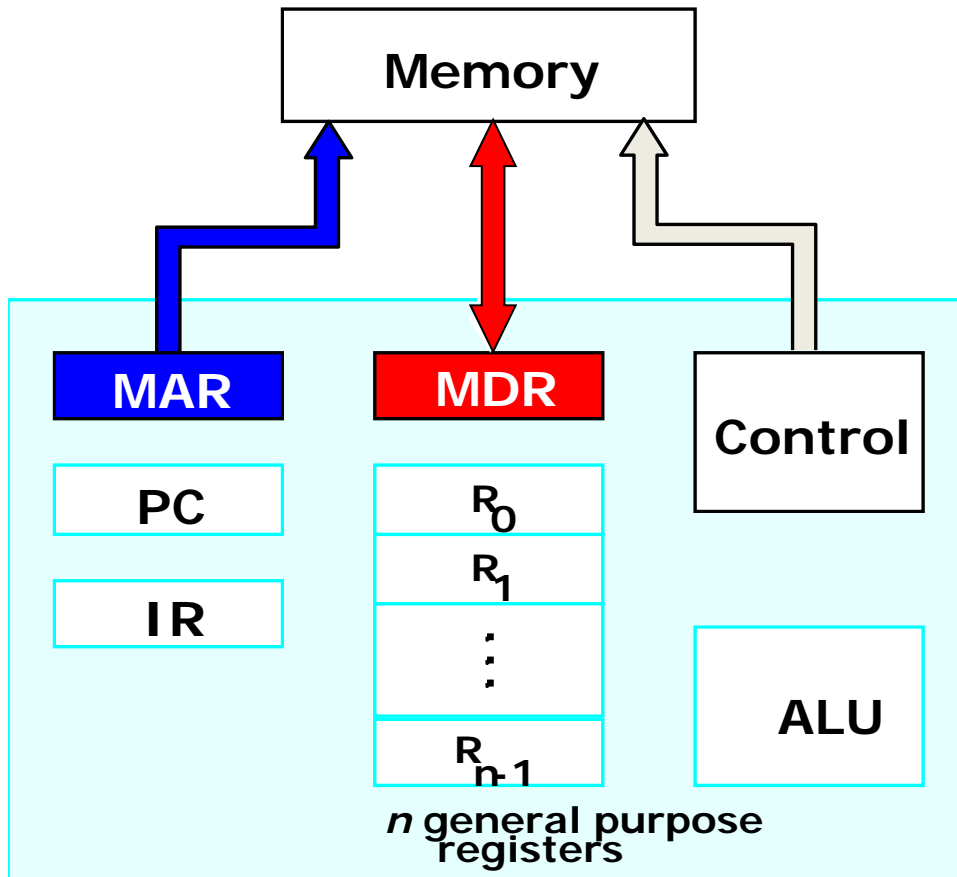 Memory
MAR
MDR
Control
PC
R0
IR
R1
⋮
ALU
Rn-1
n general purpose
registers